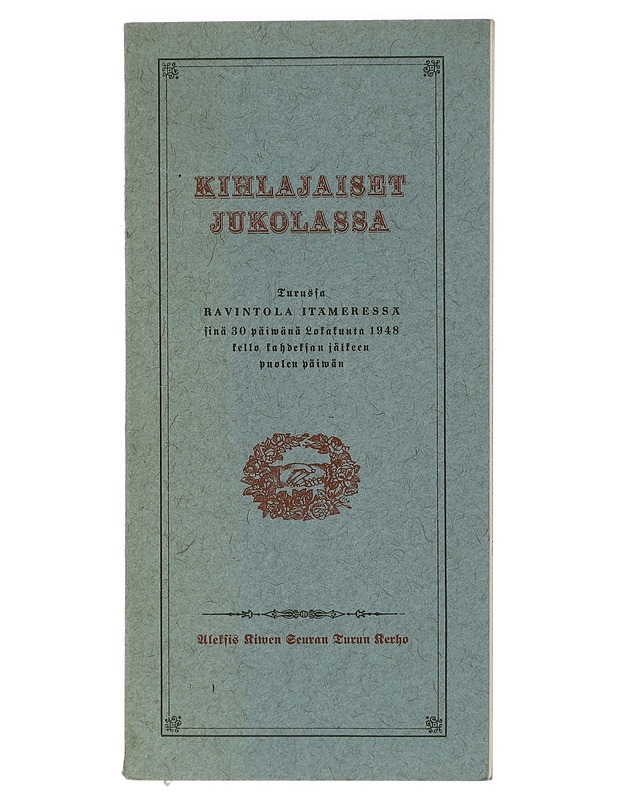 KIHLAJAISET
JUKOLASSA
Turussa
RAVINTOLA ITÄMERESSÄ
sinä 30 päiwänä Lokakuuta 1948
kello kahdeksan jälkeen
puolen päiwän
Aleksis Kiwen Seuran Turun Kerho